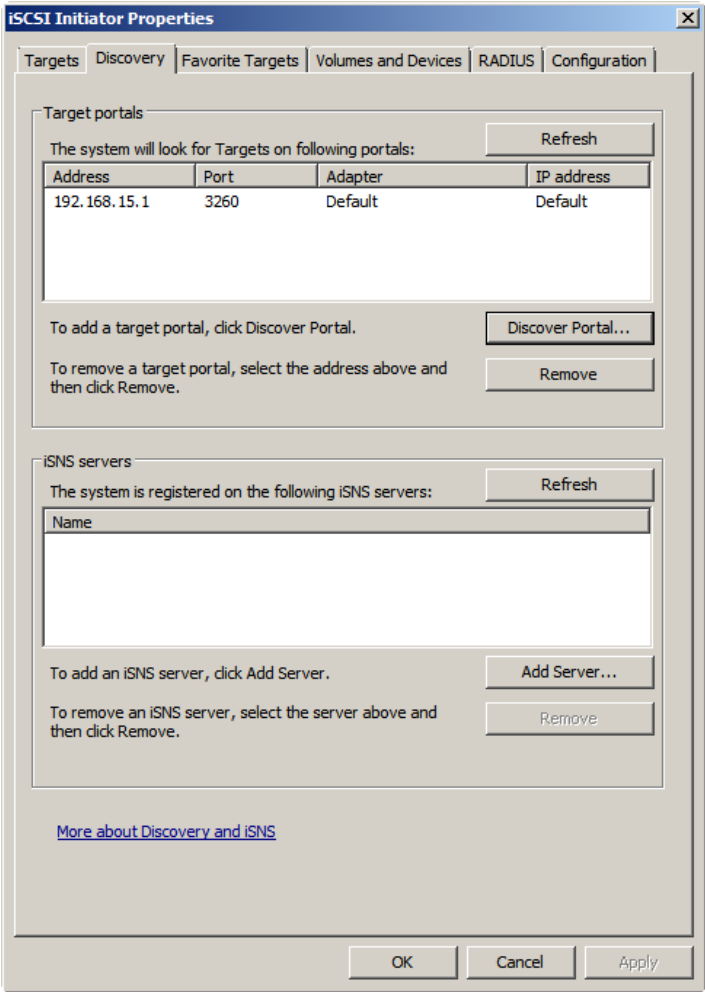 iSCSI Initiator Properties
Targets Discovery Favorite Targets Volumes and Devices RADIUS Configuration
Target portals
The system will look for Targets on following portals:
Refresh
Address Port Adapter IP address
192.168.15.1 3260 Default Default
To add a target portal, click Discover Portal.
Discover Portal...
To remove a target portal, select the address above and
then click Remove.
Remove
iSNS servers
The system is registered on the following iSNS servers:
Refresh
Name
To add an iSNS server, click Add Server.
Add Server...
To remove an iSNS server, select the server above and
then click Remove.
Remove
More about Discovery and iSNS
OK Cancel Apply